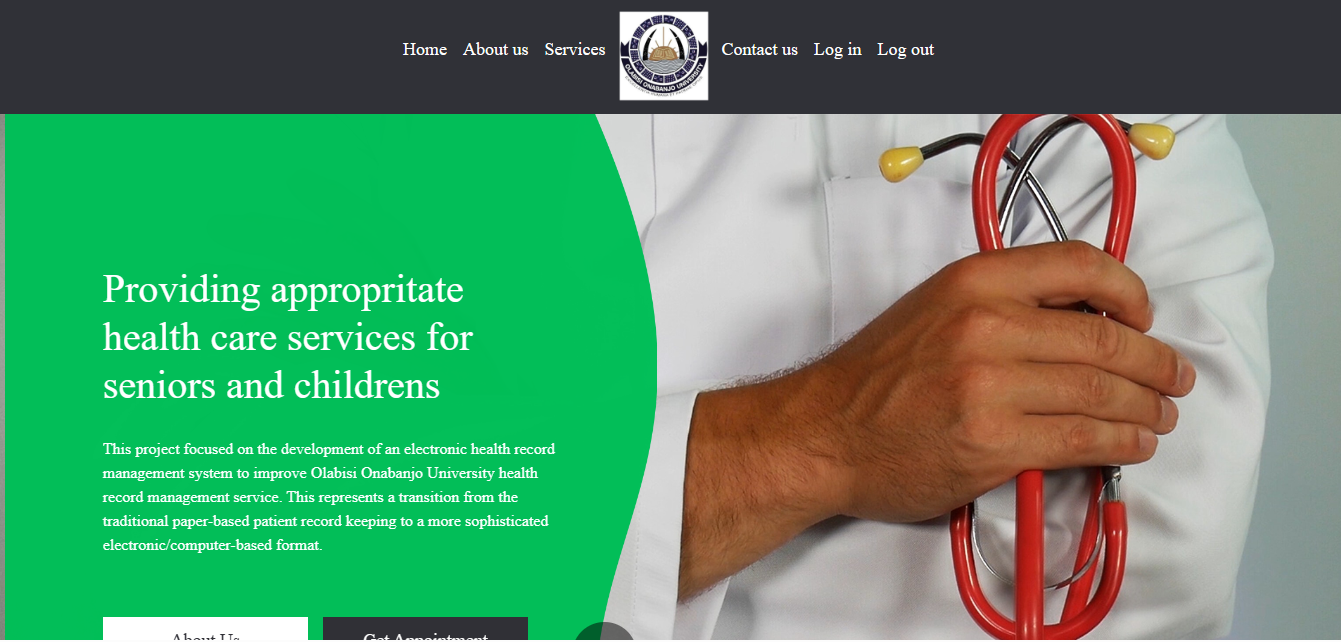 Home About us Services
OLABISI ONABANJO UNIVERSITY
Contact us Log in Log out
Providing appropritate
health care services for
seniors and childrens
This project focused on the development of an electronic health record
management system to improve Olabisi Onabanjo University health
record management service. This represents a transition from the
traditional paper-based patient record keeping to a more sophisticated
electronic/computer-based format.
About Us Get Appointment